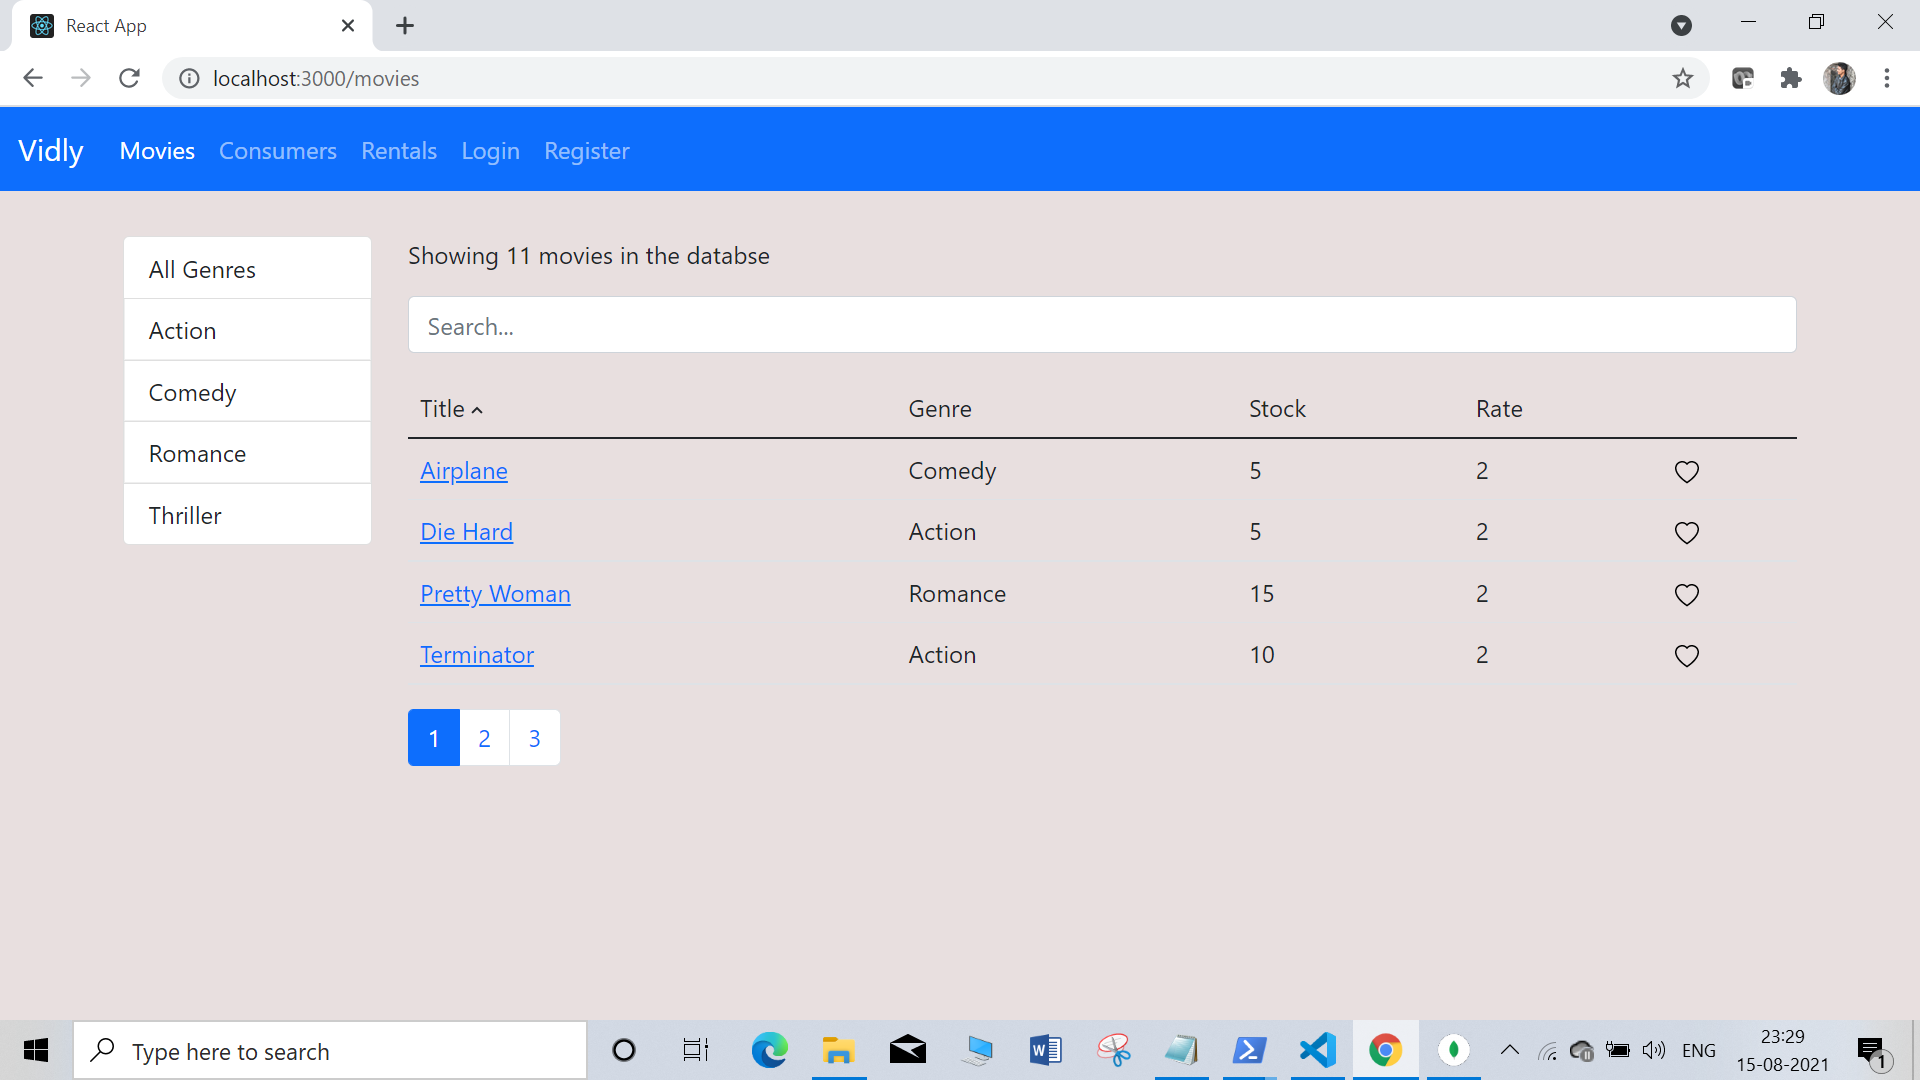 React App
localhost:3000/movies
Vidly Movies Consumers Rentals Login Register
All Genres
Action
Comedy
Romance
Thriller
Showing 11 movies in the databse
Search...
Title Genre Stock Rate
Airplane Comedy 5 2
Die Hard Action 5 2
Pretty Woman Romance 15 2
Terminator Action 10 2
1 2 3
Type here to search
ENG
23:29
15-08-2021
1